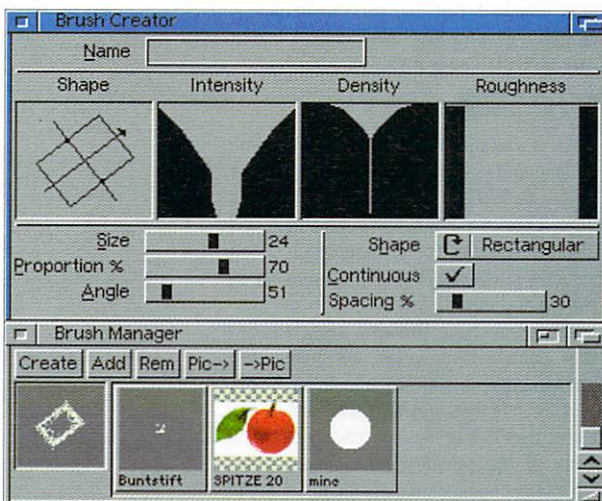 Brush Creator
Name
Shape Intensity Density Roughness
Size 24
Proportion % 70
Angle 51
Shape Rectangular
Continuous
Spacing % 30
Brush Manager
Create Add Rem Pic-> ->Pic
Buntstift SPITZE 20 mine